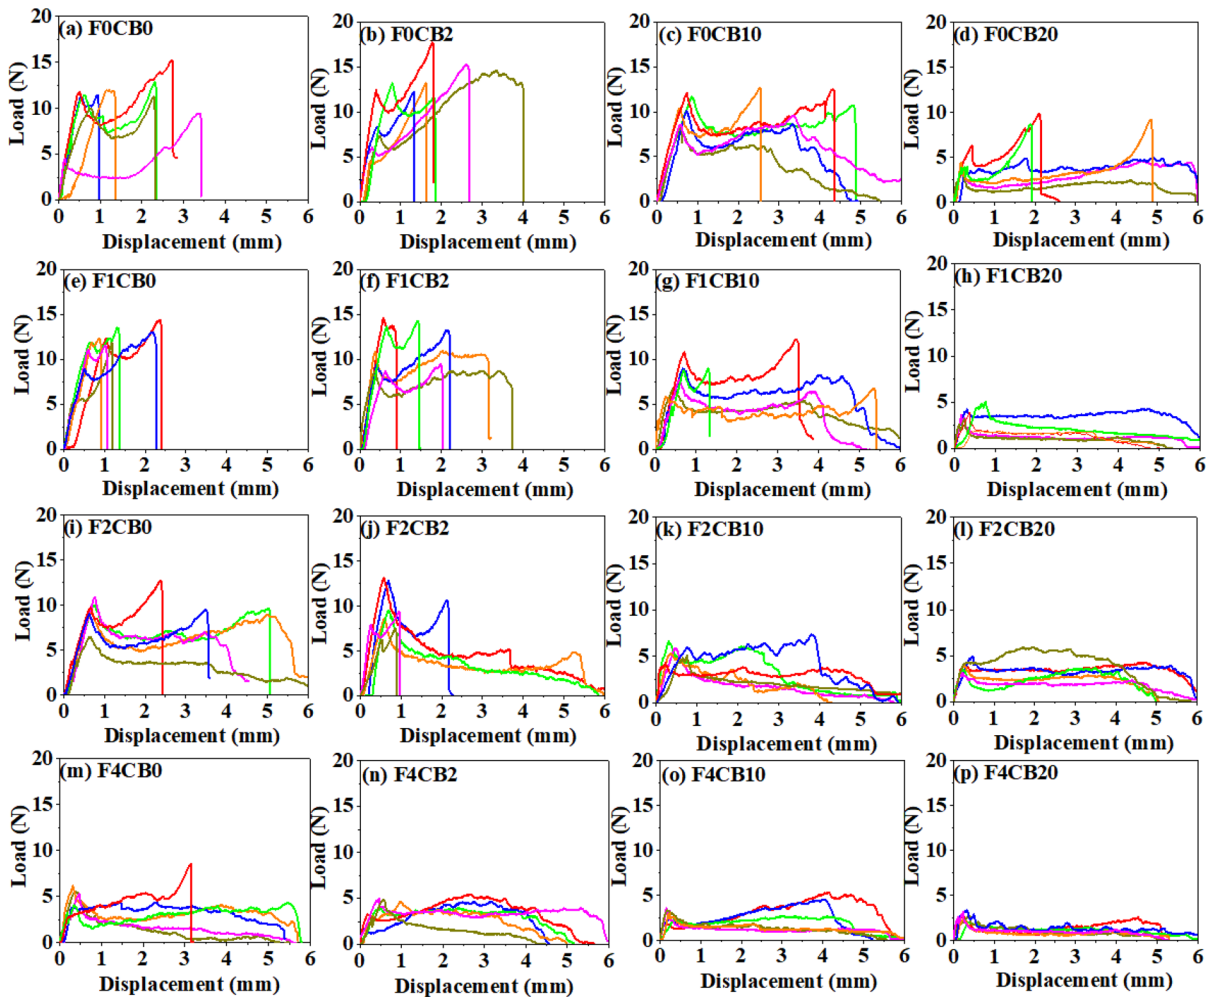 (a) F0CB0
Load (N)
20
15
10
5
0
0 1 2 3 4 5 6
Displacement (mm)
(b) F0CB2
Load (N)
20
15
10
5
0
0 1 2 3 4 5 6
Displacement (mm)
(c) F0CB10
Load (N)
20
15
10
5
0
0 1 2 3 4 5 6
Displacement (mm)
(d) F0CB20
Load (N)
20
15
10
5
0
0 1 2 3 4 5 6
Displacement (mm)
(e) F1CB0
Load (N)
20
15
10
5
0
0 1 2 3 4 5 6
Displacement (mm)
(f) F1CB2
Load (N)
20
15
10
5
0
0 1 2 3 4 5 6
Displacement (mm)
(g) F1CB10
Load (N)
20
15
10
5
0
0 1 2 3 4 5 6
Displacement (mm)
(h) F1CB20
Load (N)
20
15
10
5
0
0 1 2 3 4 5 6
Displacement (mm)
(i) F2CB0
Load (N)
20
15
10
5
0
0 1 2 3 4 5 6
Displacement (mm)
(j) F2CB2
Load (N)
20
15
10
5
0
0 1 2 3 4 5 6
Displacement (mm)
(k) F2CB10
Load (N)
20
15
10
5
0
0 1 2 3 4 5 6
Displacement (mm)
(l) F2CB20
Load (N)
20
15
10
5
0
0 1 2 3 4 5 6
Displacement (mm)
(m) F4CB0
Load (N)
20
15
10
5
0
0 1 2 3 4 5 6
Displacement (mm)
(n) F4CB2
Load (N)
20
15
10
5
0
0 1 2 3 4 5 6
Displacement (mm)
(o) F4CB10
Load (N)
20
15
10
5
0
0 1 2 3 4 5 6
Displacement (mm)
(p) F4CB20
Load (N)
20
15
10
5
0
0 1 2 3 4 5 6
Displacement (mm)